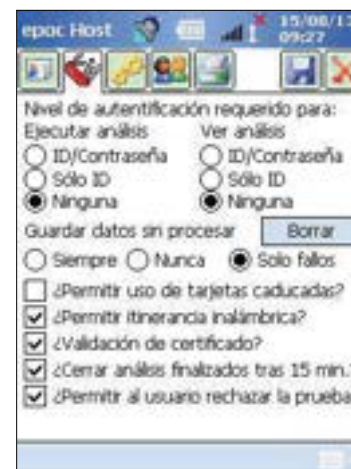 epoc Host 15/08/13
09:27
Nivel de autentificación requerido para:
Ejecutar análisis Ver análisis
ID/Contraseña ID/Contraseña
Sólo ID Sólo ID
Ninguna Ninguna
Guardar datos sin procesar Borrar
Siempre Nunca Solo fallos
¿Permitir uso de tarjetas caducadas?
¿Permitir itinerancia inalámbrica?
¿Validación de certificado?
¿Cerrar análisis finalizados tras 15 min.?
¿Permitir al usuario rechazar la prueba